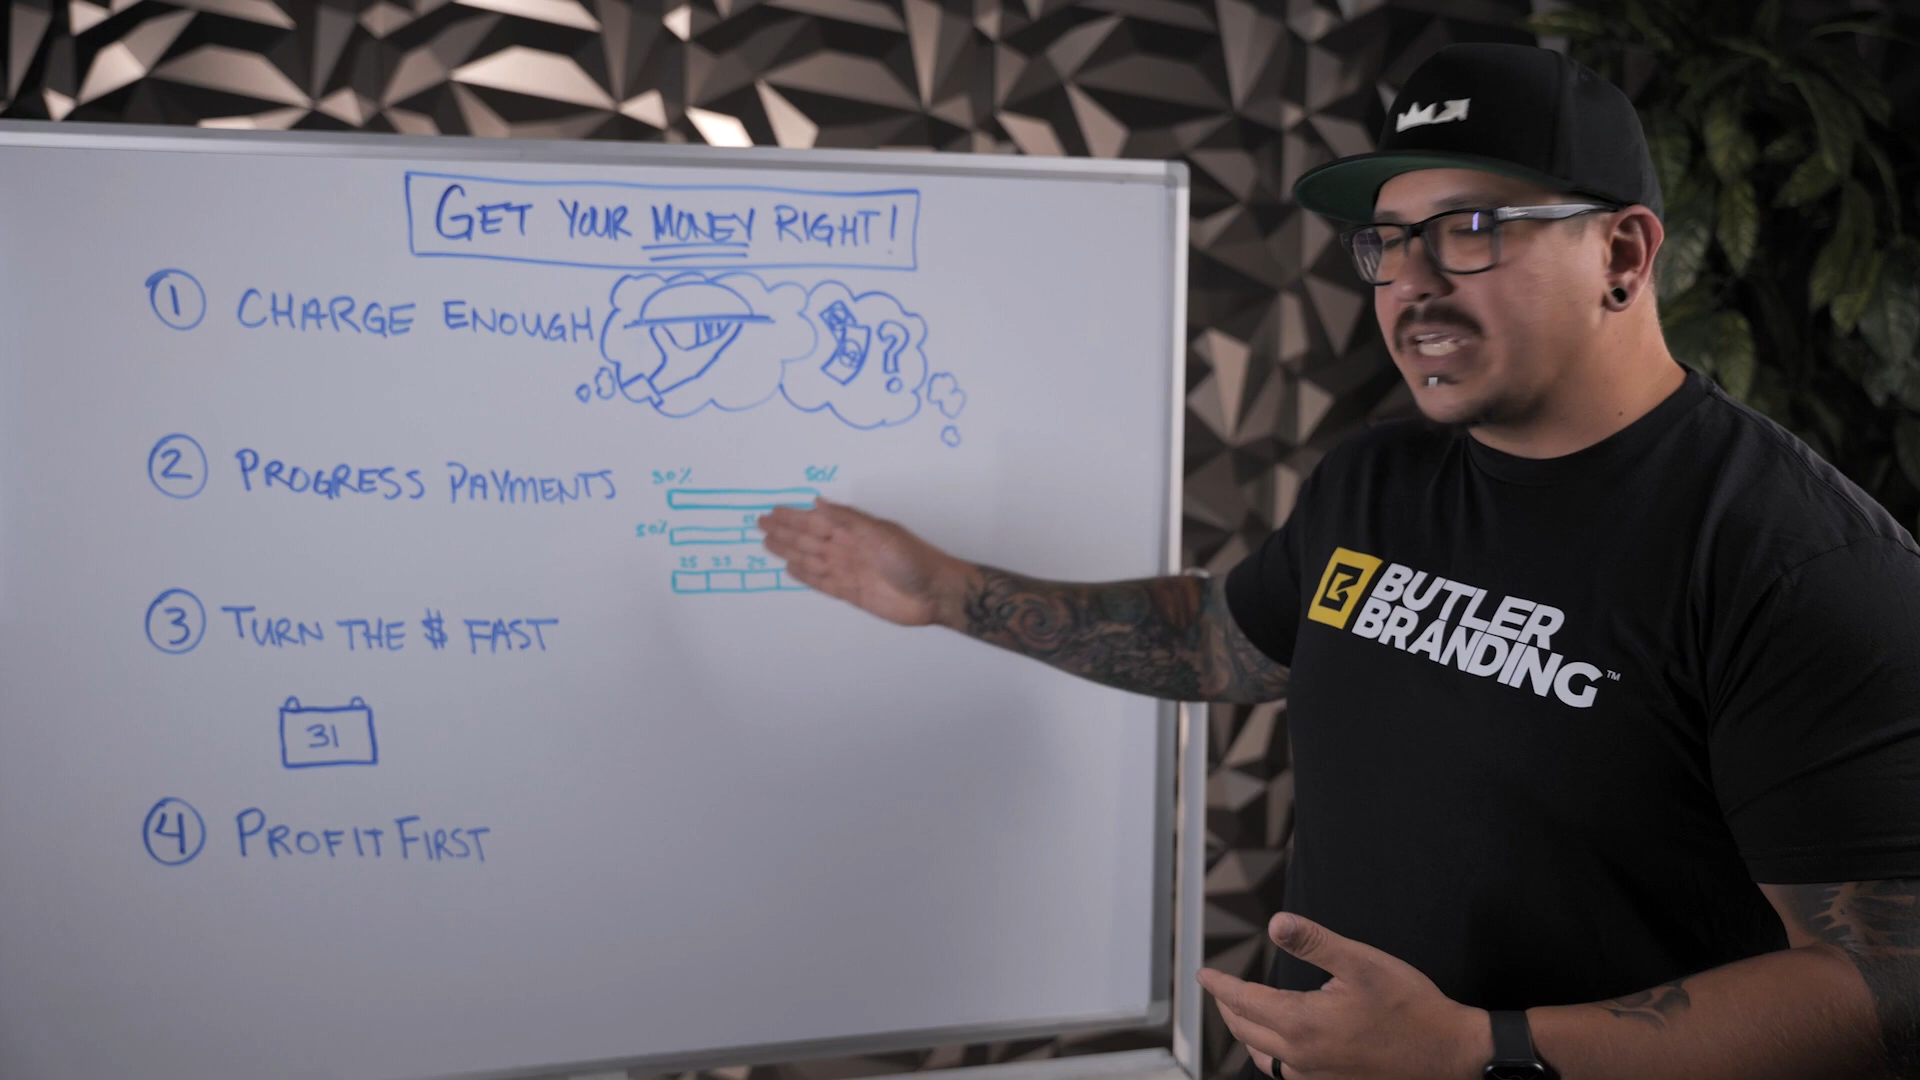 GET YOUR MONEY RIGHT!
1 CHARGE ENOUGH
?
2 PROGRESS PAYMENTS
50% 50%
50%
25 25 25
3 TURN THE $ FAST
31
4 PROFIT FIRST
BUTLER
BRANDING™